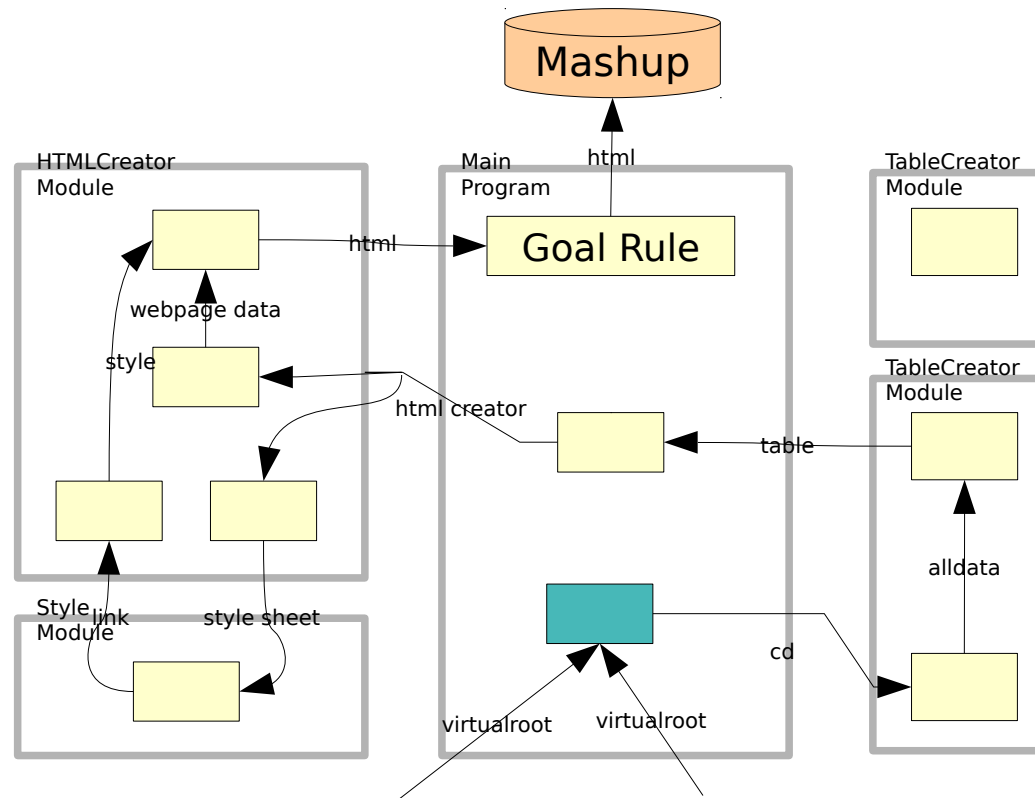 Mashup
html
HTMLCreator
Module
Main
Program
TableCreator
Module
html
Goal Rule
webpage data
style
html creator
TableCreator
Module
table
alldata
Style
Module
link
style sheet
cd
virtualroot
virtualroot